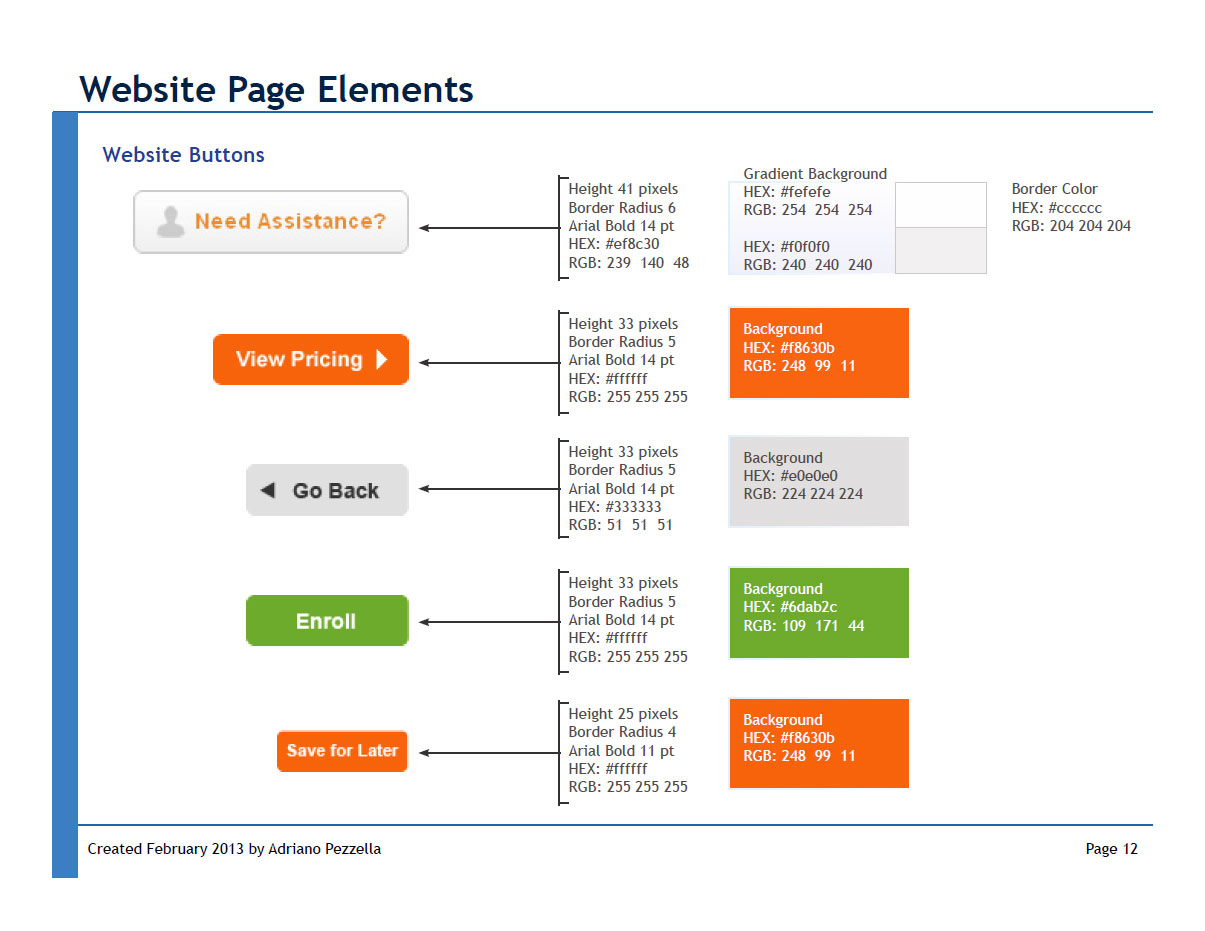 Website Page Elements
Website Buttons
Need Assistance?
Height 41 pixels
Border Radius 6
Arial Bold 14 pt
HEX: #ef8c30
RGB: 239 140 48
Gradient Background
HEX: #fefefe
RGB: 254 254 254
HEX: #f0f0f0
RGB: 240 240 240
Border Color
HEX: #cccccc
RGB: 204 204 204
View Pricing
Height 33 pixels
Border Radius 5
Arial Bold 14 pt
HEX: #ffffff
RGB: 255 255 255
Background
HEX: #f8630b
RGB: 248 99 11
Go Back
Height 33 pixels
Border Radius 5
Arial Bold 14 pt
HEX: #333333
RGB: 51 51 51
Background
HEX: #e0e0e0
RGB: 224 224 224
Enroll
Height 33 pixels
Border Radius 5
Arial Bold 14 pt
HEX: #ffffff
RGB: 255 255 255
Background
HEX: #6dab2c
RGB: 109 171 44
Save for Later
Height 25 pixels
Border Radius 4
Arial Bold 11 pt
HEX: #ffffff
RGB: 255 255 255
Background
HEX: #f8630b
RGB: 248 99 11
Created February 2013 by Adriano Pezzella
Page 12